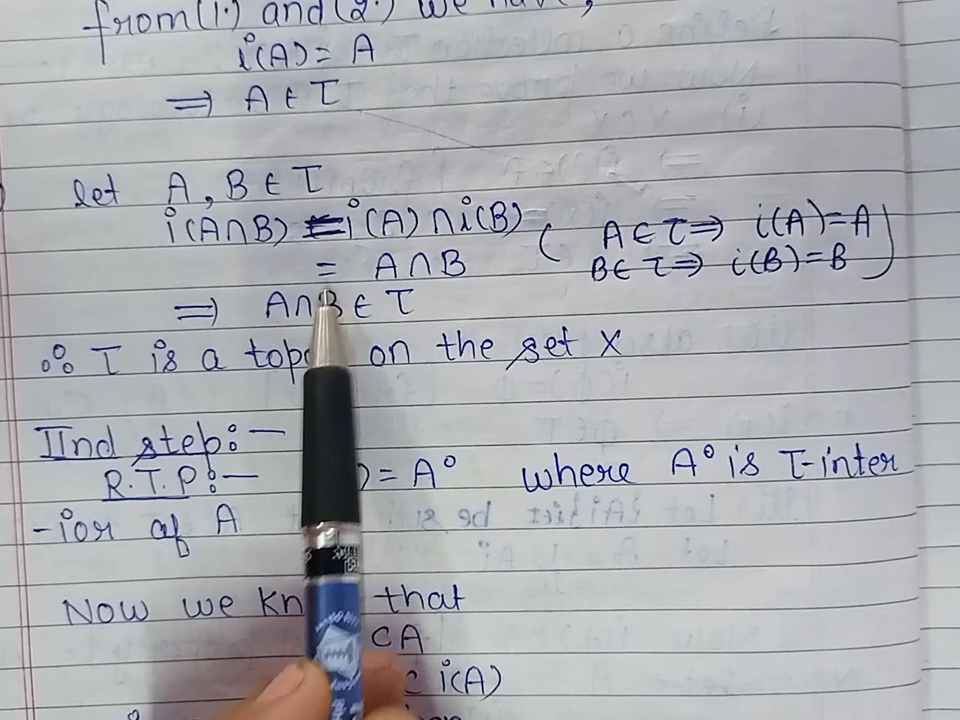 from (1.) and (2.) we have,
i(A) = A
⇒ A ∈ T
let A, B ∈ T
i(A∩B) = i(A) ∩ i(B) ( A ∈ T ⇒ i(A) = A
= A∩B B ∈ T ⇒ i(B) = B )
⇒ A∩B ∈ T
∴ T is a top on the set X
IInd step :-
R.T.P :- ) = A° where A° is T-inter
-ior of A
Now we kn that
⊂ A
⊂ i(A)